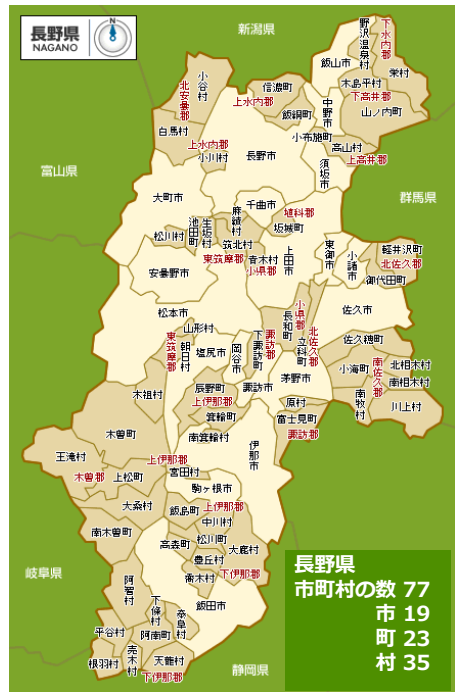 長野県
NAGANO
新潟県
富山県
群馬県
岐阜県
静岡県
下水内郡
野沢温泉村
飯山市
栄村
木島平村
下高井郡
山ノ内町
小谷村
北安曇郡
白馬村
信濃町
上水内郡
飯綱町
中野市
小布施町
高山村
上高井郡
須坂市
上水内郡
小川村
長野市
大町市
千曲市
埴科郡
坂城町
麻績村
生坂村
池田町
松川村
筑北村
東筑摩郡
青木村
小県郡
上田市
東御市
小諸市
軽井沢町
北佐久郡
御代田町
安曇野市
松本市
佐久市
小県郡
長和町
北佐久郡
立科町
山形村
朝日村
東筑摩郡
塩尻市
岡谷市
下諏訪町
諏訪郡
諏訪市
茅野市
佐久穂町
小海町
南佐久郡
北相木村
南相木村
南牧村
川上村
木祖村
辰野町
上伊那郡
箕輪町
南箕輪村
原村
富士見町
諏訪郡
伊那市
木曽町
王滝村
木曽郡
上松町
上伊那郡
宮田村
駒ヶ根市
大桑村
飯島町
上伊那郡
中川村
南木曽町
松川町
高森町
大鹿村
豊丘村
喬木村
下伊那郡
飯田市
阿智村
下條村
泰阜村
平谷村
阿南町
売木村
根羽村
天龍村
下伊那郡
長野県
市町村の数 77
市 19
町 23
村 35